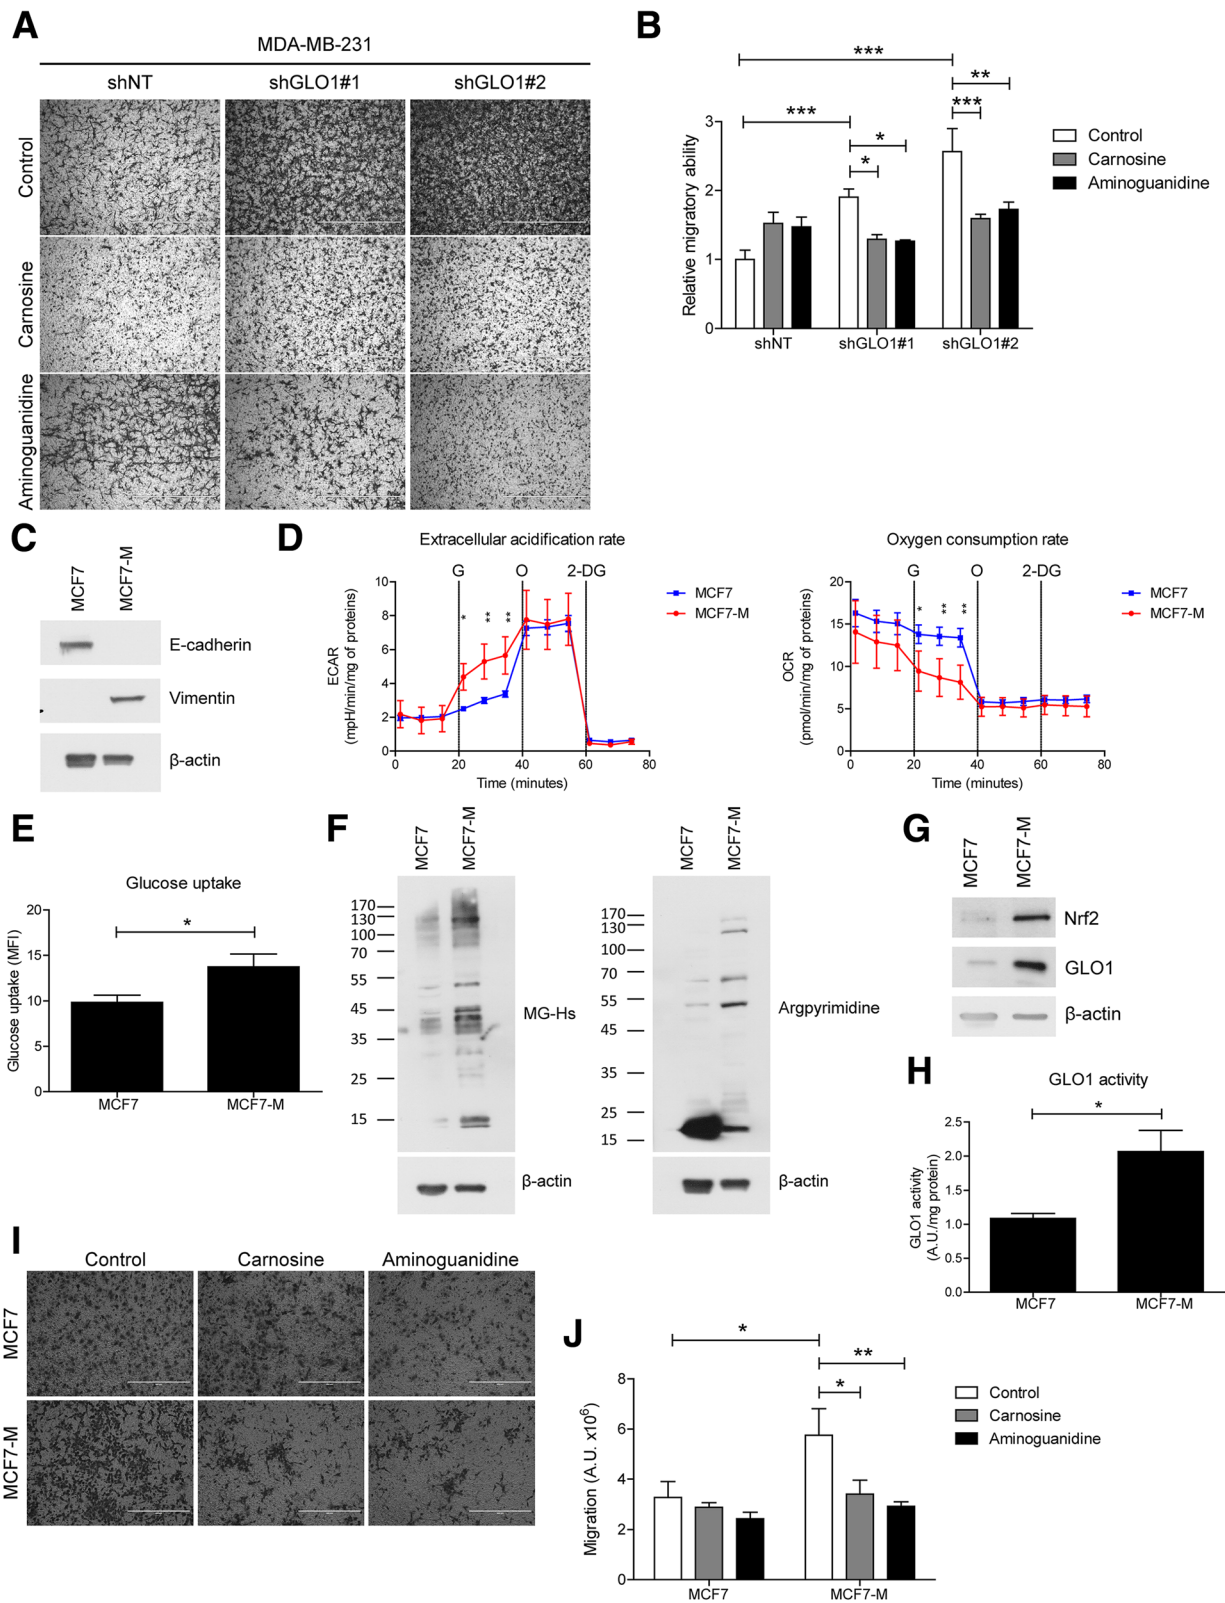 A
MDA-MB-231
shNT shGLO1#1 shGLO1#2
Control
Carnosine
Aminoguanidine
B
***
**
***
***
*
*
Relative migratory ability
3
2
1
0
shNT shGLO1#1 shGLO1#2
Control
Carnosine
Aminoguanidine
C
MCF7
MCF7-M
E-cadherin
Vimentin
β-actin
D
Extracellular acidification rate
G O 2-DG
MCF7
MCF7-M
* ** **
ECAR
(mpH/min/mg of proteins)
10
8
6
4
2
0
0 20 40 60 80
Time (minutes)
Oxygen consumption rate
G O 2-DG
MCF7
MCF7-M
* ** **
OCR
(pmol/min/mg of proteins)
20
15
10
5
0
0 20 40 60 80
Time (minutes)
E
Glucose uptake
*
Glucose uptake (MFI)
20
15
10
5
0
MCF7 MCF7-M
F
MCF7
MCF7-M
170
130
100
70
55
45
35
25
15
MG-Hs
β-actin
MCF7
MCF7-M
170
130
100
70
55
45
35
25
15
Argpyrimidine
β-actin
G
MCF7
MCF7-M
Nrf2
GLO1
β-actin
H
GLO1 activity
*
GLO1 activity
(A.U./mg protein)
2.5
2.0
1.5
1.0
0.5
0.0
MCF7 MCF7-M
I
Control Carnosine Aminoguanidine
MCF7
MCF7-M
J
*
**
*
Migration (A.U. x10⁶)
8
6
4
2
0
MCF7 MCF7-M
Control
Carnosine
Aminoguanidine